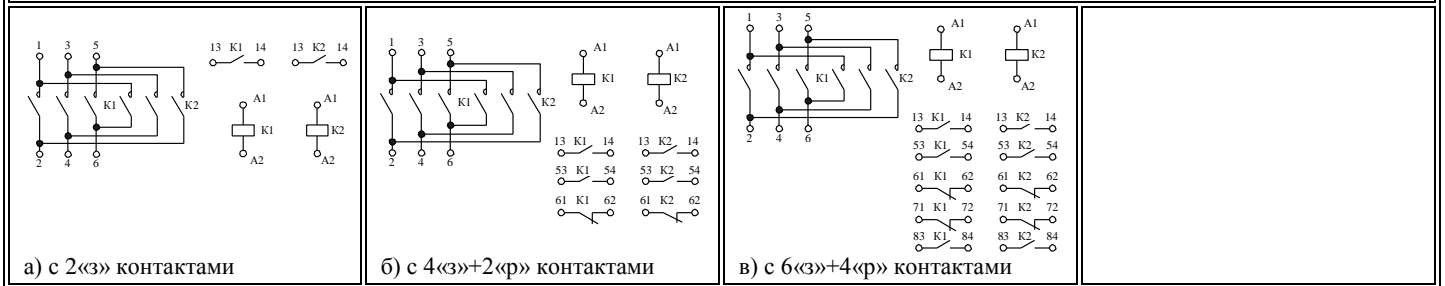 1 3 5
13 K1 14 13 K2 14
K1 K2
A1 A1
K1 K2
A2 A2
2 4 6
а) с 2«з» контактами
1 3 5
A1 A1
K1 K2
A2 A2
K1 K2
2 4 6
13 K1 14 13 K2 14
53 K1 54 53 K2 54
61 K1 62 61 K2 62
б) с 4«з»+2«р» контактами
1 3 5
A1 A1
K1 K2
A2 A2
K1 K2
2 4 6
13 K1 14 13 K2 14
53 K1 54 53 K2 54
61 K1 62 61 K2 62
71 K1 72 71 K2 72
83 K1 84 83 K2 84
в) с 6«з»+4«р» контактами